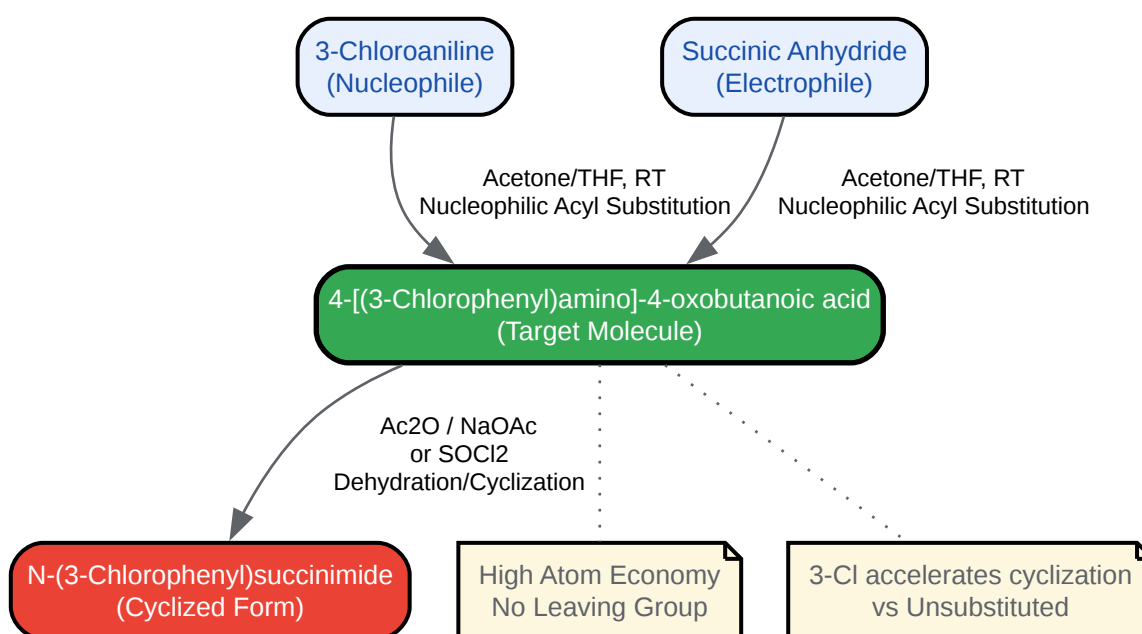 3-Chloroaniline
(Nucleophile)
Succinic Anhydride
(Electrophile)
Acetone/THF, RT
Nucleophilic Acyl Substitution
Acetone/THF, RT
Nucleophilic Acyl Substitution
4-[(3-Chlorophenyl)amino]-4-oxobutanoic acid
(Target Molecule)
Ac2O / NaOAc
or SOCl2
Dehydration/Cyclization
N-(3-Chlorophenyl)succinimide
(Cyclized Form)
High Atom Economy
No Leaving Group
3-Cl accelerates cyclization
vs Unsubstituted